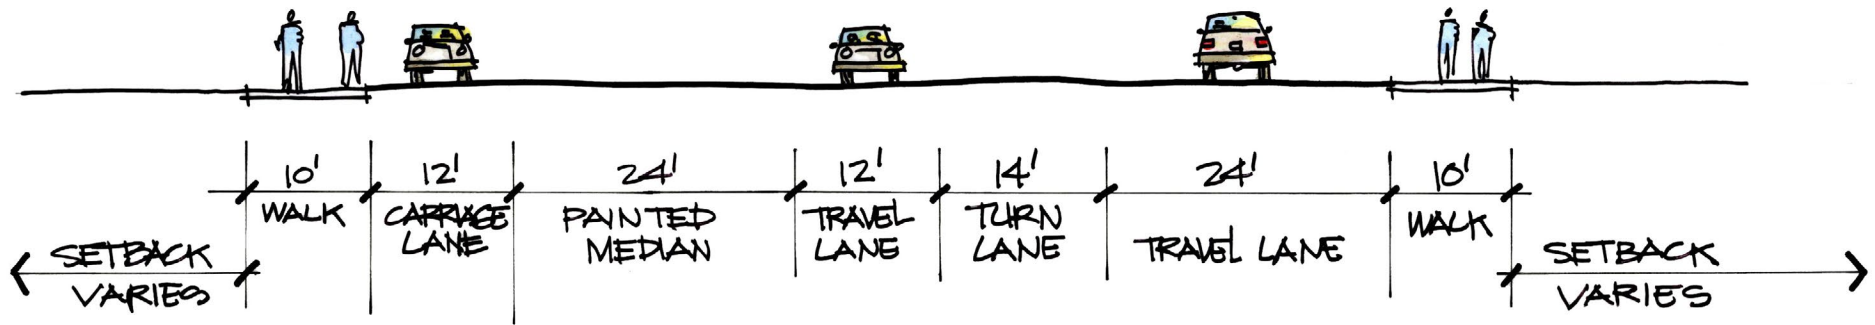 10' 12' 24' 12' 14' 24' 10'
WALK CARRIAGE LANE PAINTED MEDIAN TRAVEL LANE TURN LANE TRAVEL LANE WALK
SETBACK VARIES
SETBACK VARIES